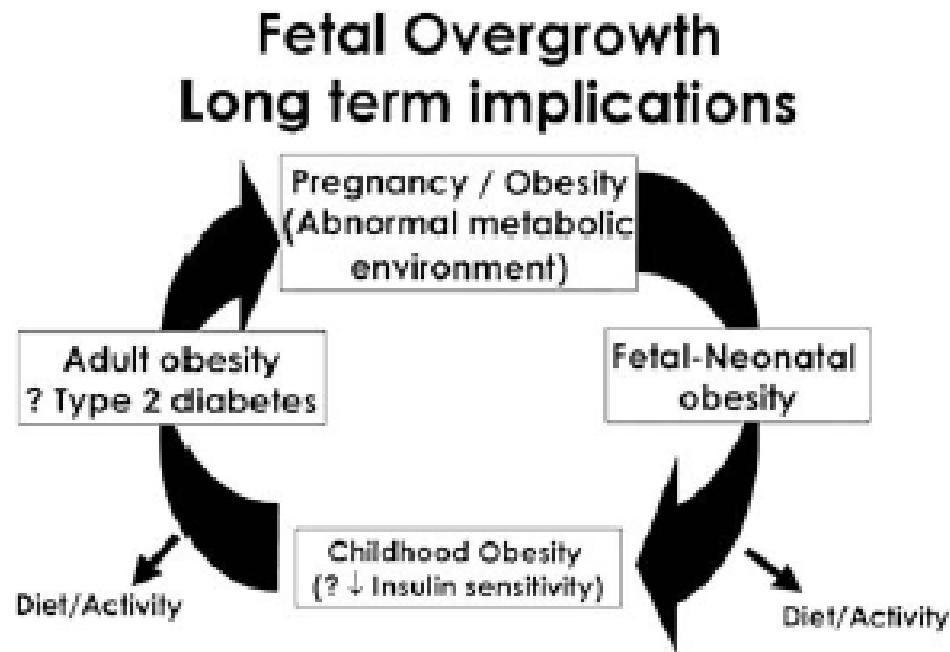 Fetal Overgrowth
Long term implications
Pregnancy / Obesity
(Abnormal metabolic
environment)
Fetal-Neonatal
obesity
Childhood Obesity
(? ↓ Insulin sensitivity)
Adult obesity
? Type 2 diabetes
Diet/Activity
Diet/Activity